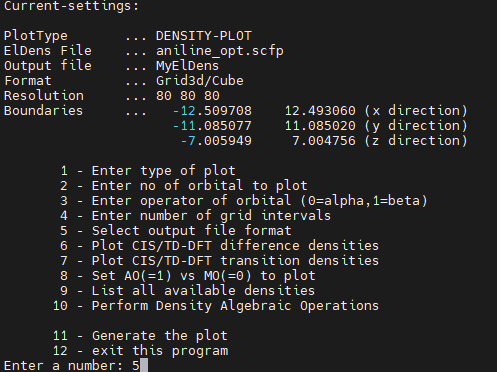 Current-settings:
PlotType       ... DENSITY-PLOT
ElDens File    ... aniline_opt.scfp
Output file    ... MyElDens
Format         ... Grid3d/Cube
Resolution     ... 80 80 80
Boundaries     ...   -12.509708    12.493060 (x direction)
                     -11.085077    11.085020 (y direction)
                      -7.005949     7.004756 (z direction)
1 - Enter type of plot
2 - Enter no of orbital to plot
3 - Enter operator of orbital (0=alpha,1=beta)
4 - Enter number of grid intervals
5 - Select output file format
6 - Plot CIS/TD-DFT difference densities
7 - Plot CIS/TD-DFT transition densities
8 - Set AO(=1) vs MO(=0) to plot
9 - List all available densities
10 - Perform Density Algebraic Operations
11 - Generate the plot
12 - exit this program
Enter a number: 5